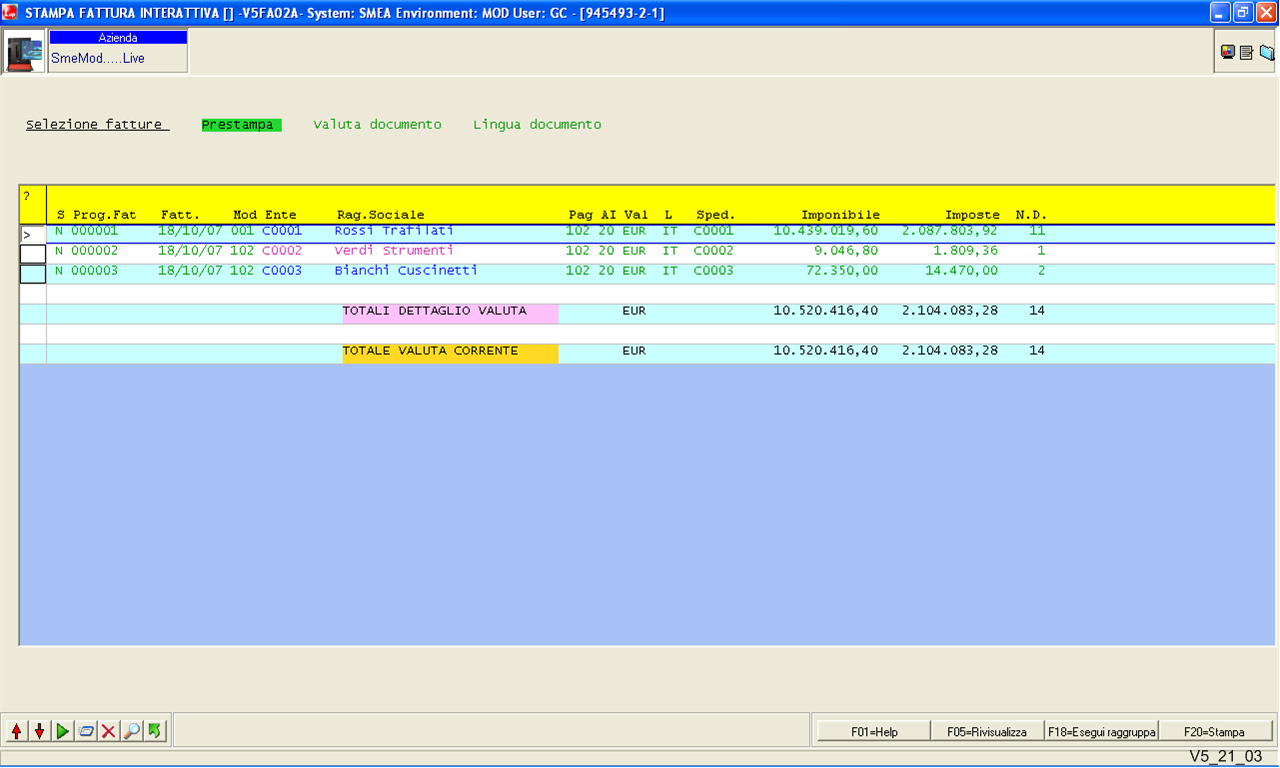 STAMPA FATTURA INTERATTIVA [] -V5FA02A- System: SMEA Environment: MOD User: GC - [945493-2-1]
Azienda
SmeMod.....Live
Selezione fatture Prestampa Valuta documento Lingua documento
?
S Prog.Fat Fatt. Mod Ente Rag.Sociale Pag AI Val L Sped. Imponibile Imposte N.D.
> N 000001 18/10/07 001 C0001 Rossi Trafilati 102 20 EUR IT C0001 10.439.019,60 2.087.803,92 11
N 000002 18/10/07 102 C0002 Verdi Strumenti 102 20 EUR IT C0002 9.046,80 1.809,36 1
N 000003 18/10/07 102 C0003 Bianchi Cuscinetti 102 20 EUR IT C0003 72.350,00 14.470,00 2
TOTALI DETTAGLIO VALUTA EUR 10.520.416,40 2.104.083,28 14
TOTALE VALUTA CORRENTE EUR 10.520.416,40 2.104.083,28 14
F01=Help F05=Rivisualizza F18=Esegui raggruppa F20=Stampa
V5_21_03